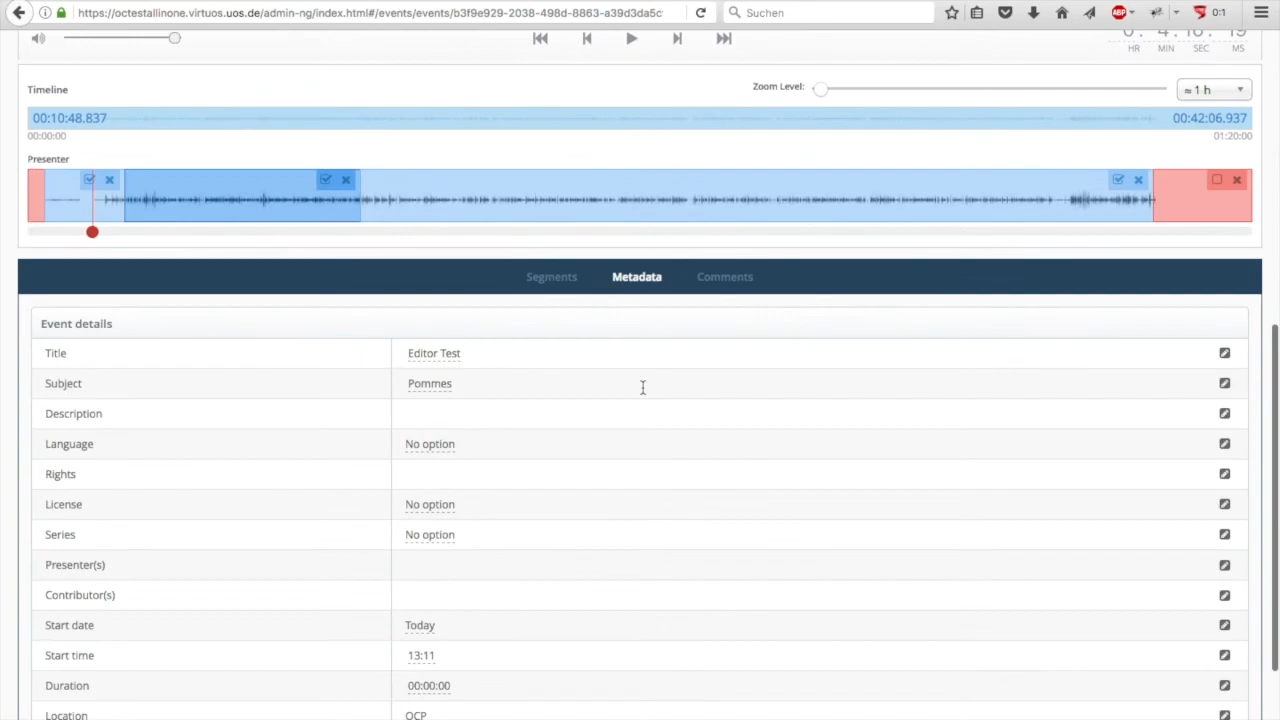 https://octestallinone.virtuos.uos.de/admin-ng/index.html#/events/events/b3f9e929-2038-498d-8863-a39d3da5c
Suchen
ABP
0:1
HR MIN SEC MS
Timeline
Zoom Level:
≈ 1 h
00:10:48.837
00:42:06.937
00:00:00
01:20:00
Presenter
Segments Metadata Comments
Event details
Title Editor Test
Subject Pommes
Description
Language No option
Rights
License No option
Series No option
Presenter(s)
Contributor(s)
Start date Today
Start time 13:11
Duration 00:00:00
Location OCP